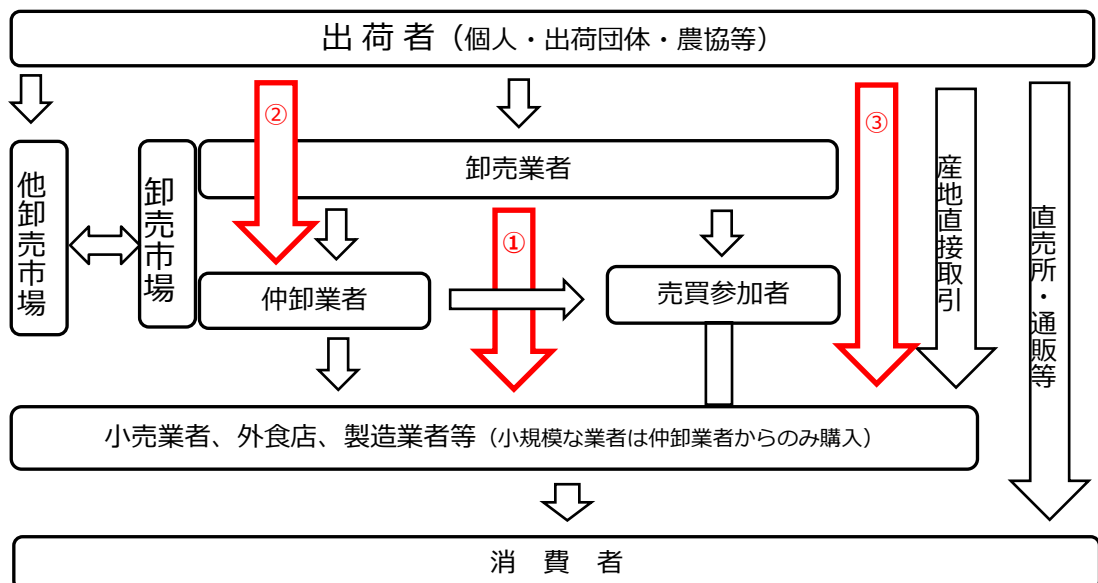 出 荷 者（個人・出荷団体・農協等）
②
③
卸売業者
他卸売市場
卸売市場
①
産地直接取引
直売所・通販等
仲卸業者
売買参加者
小売業者、外食店、製造業者等（小規模な業者は仲卸業者からのみ購入）
消　費　者